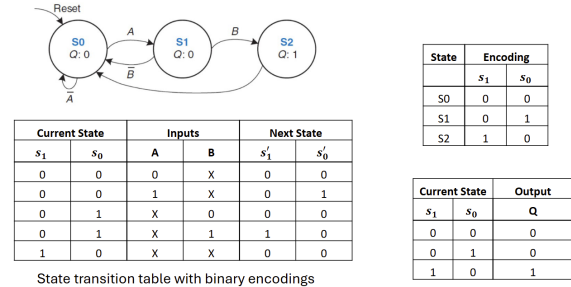 Reset
S0
Q: 0
A
S1
Q: 0
B
S2
Q: 1
A̅
B̅
State Encoding
s₁ s₀
S0 0 0
S1 0 1
S2 1 0
Current State Inputs Next State
s₁ s₀ A B s₁′ s₀′
0 0 0 X 0 0
0 0 1 X 0 1
0 1 X 0 0 0
0 1 X 1 1 0
1 0 X X 0 0
State transition table with binary encodings
Current State Output
s₁ s₀ Q
0 0 0
0 1 0
1 0 1